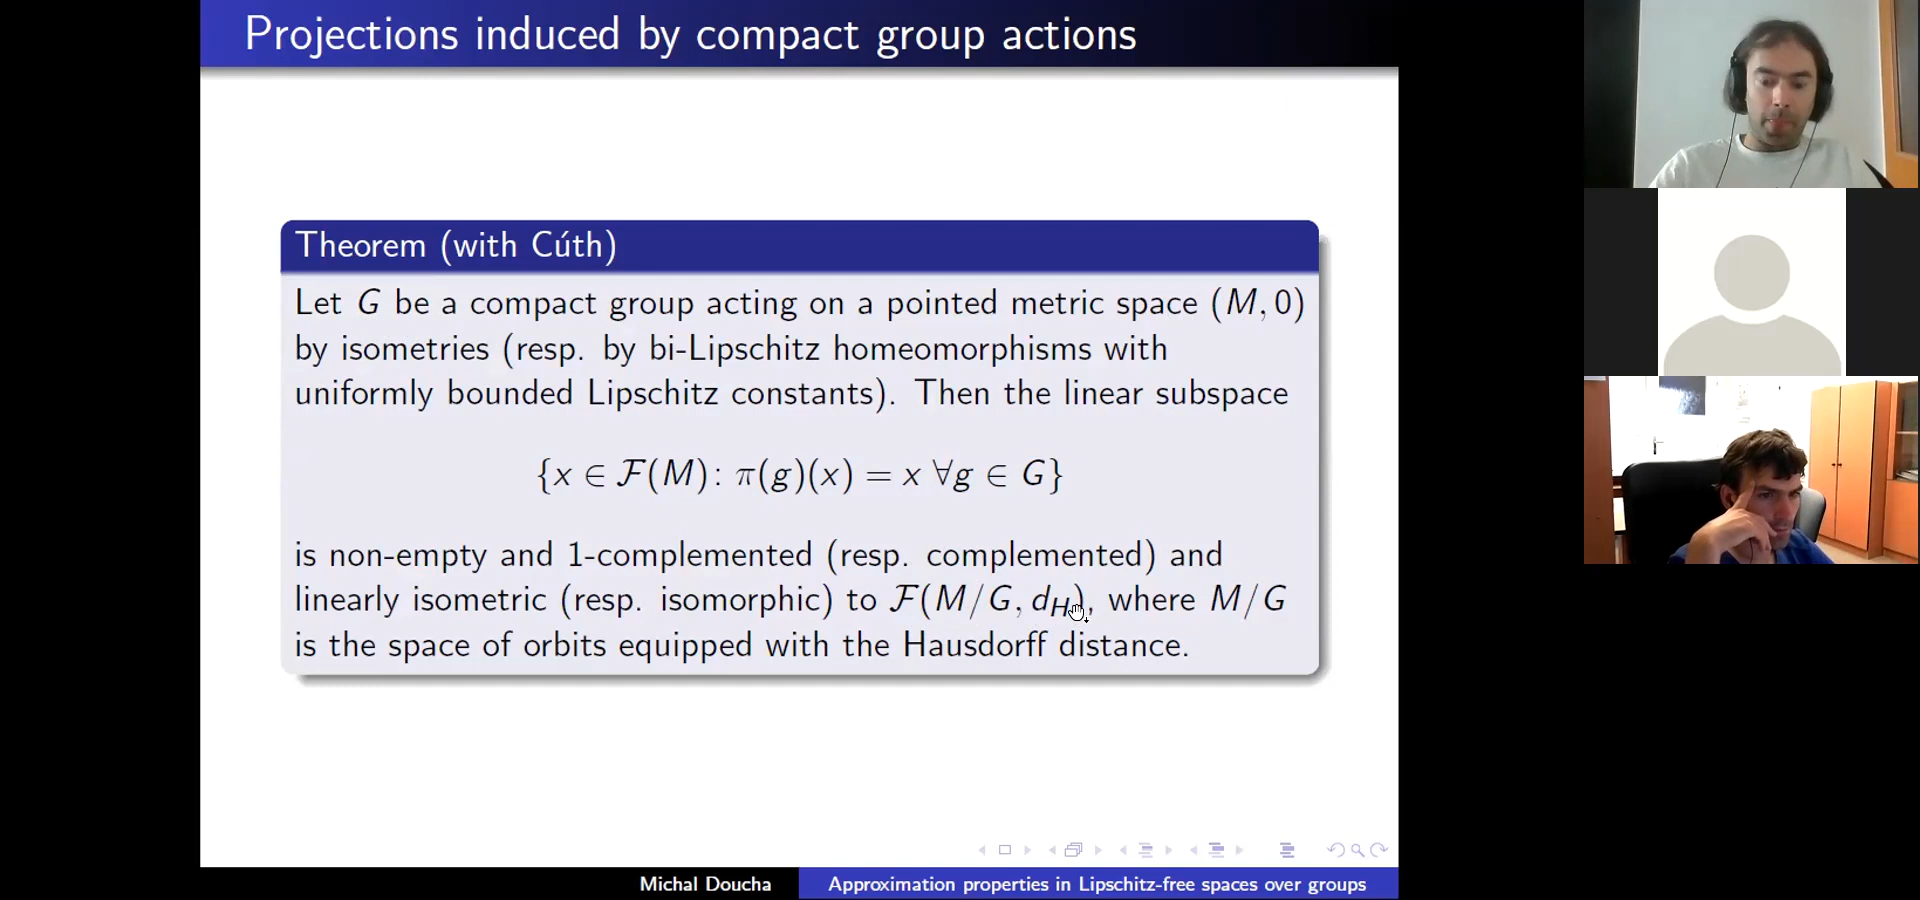 Projections induced by compact group actions
Theorem (with Cúth)
Let G be a compact group acting on a pointed metric space (M, 0)
by isometries (resp. by bi-Lipschitz homeomorphisms with
uniformly bounded Lipschitz constants). Then the linear subspace
{x ∈ ℱ(M): π(g)(x) = x ∀g ∈ G}
is non-empty and 1-complemented (resp. complemented) and
linearly isometric (resp. isomorphic) to ℱ(M/G, d_H), where M/G
is the space of orbits equipped with the Hausdorff distance.
Michal Doucha
Approximation properties in Lipschitz-free spaces over groups